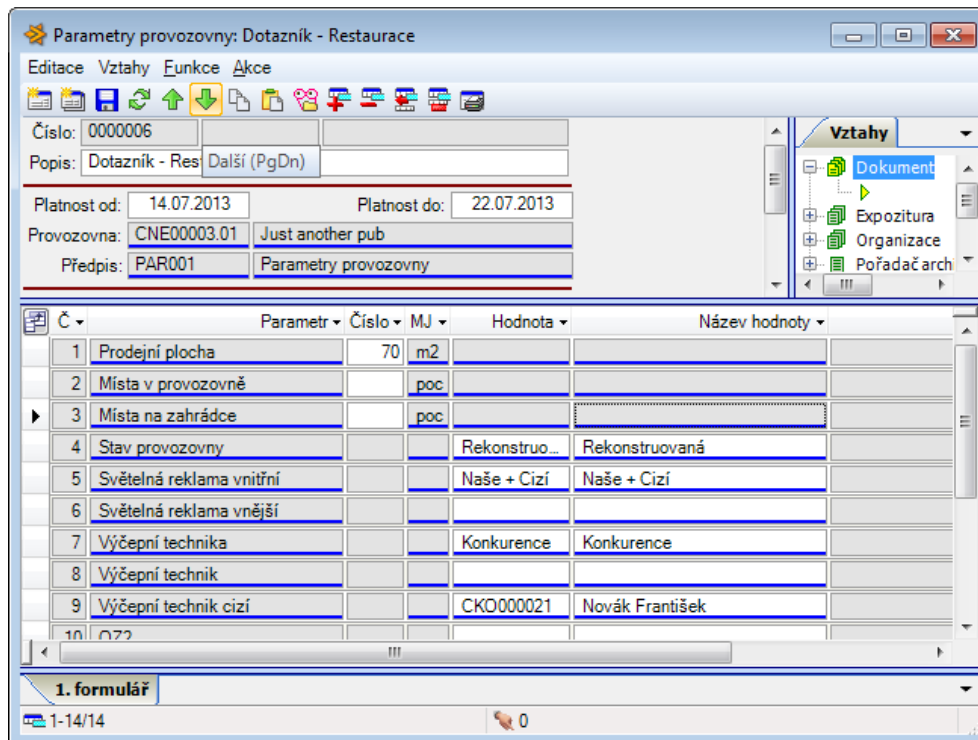 Parametry provozovny: Dotazník - Restaurace
Editace Vztahy Funkce Akce
Číslo: 0000006
Popis: Dotazník - Res
Další (PgDn)
Platnost od: 14.07.2013 Platnost do: 22.07.2013
Provozovna: CNE00003.01 Just another pub
Předpis: PAR001 Parametry provozovny
Vztahy
Dokument
Expozitura
Organizace
Pořadač archi
Č Parametr Číslo MJ Hodnota Název hodnoty
1 Prodejní plocha 70 m2
2 Místa v provozovně poc
3 Místa na zahrádce poc
4 Stav provozovny Rekonstruo... Rekonstruovaná
5 Světelná reklama vnitřní Naše + Cizí Naše + Cizí
6 Světelná reklama vnější
7 Výčepní technika Konkurence Konkurence
8 Výčepní technik
9 Výčepní technik cizí CKO000021 Novák František
10 OZ2
1. formulář
1-14/14 0